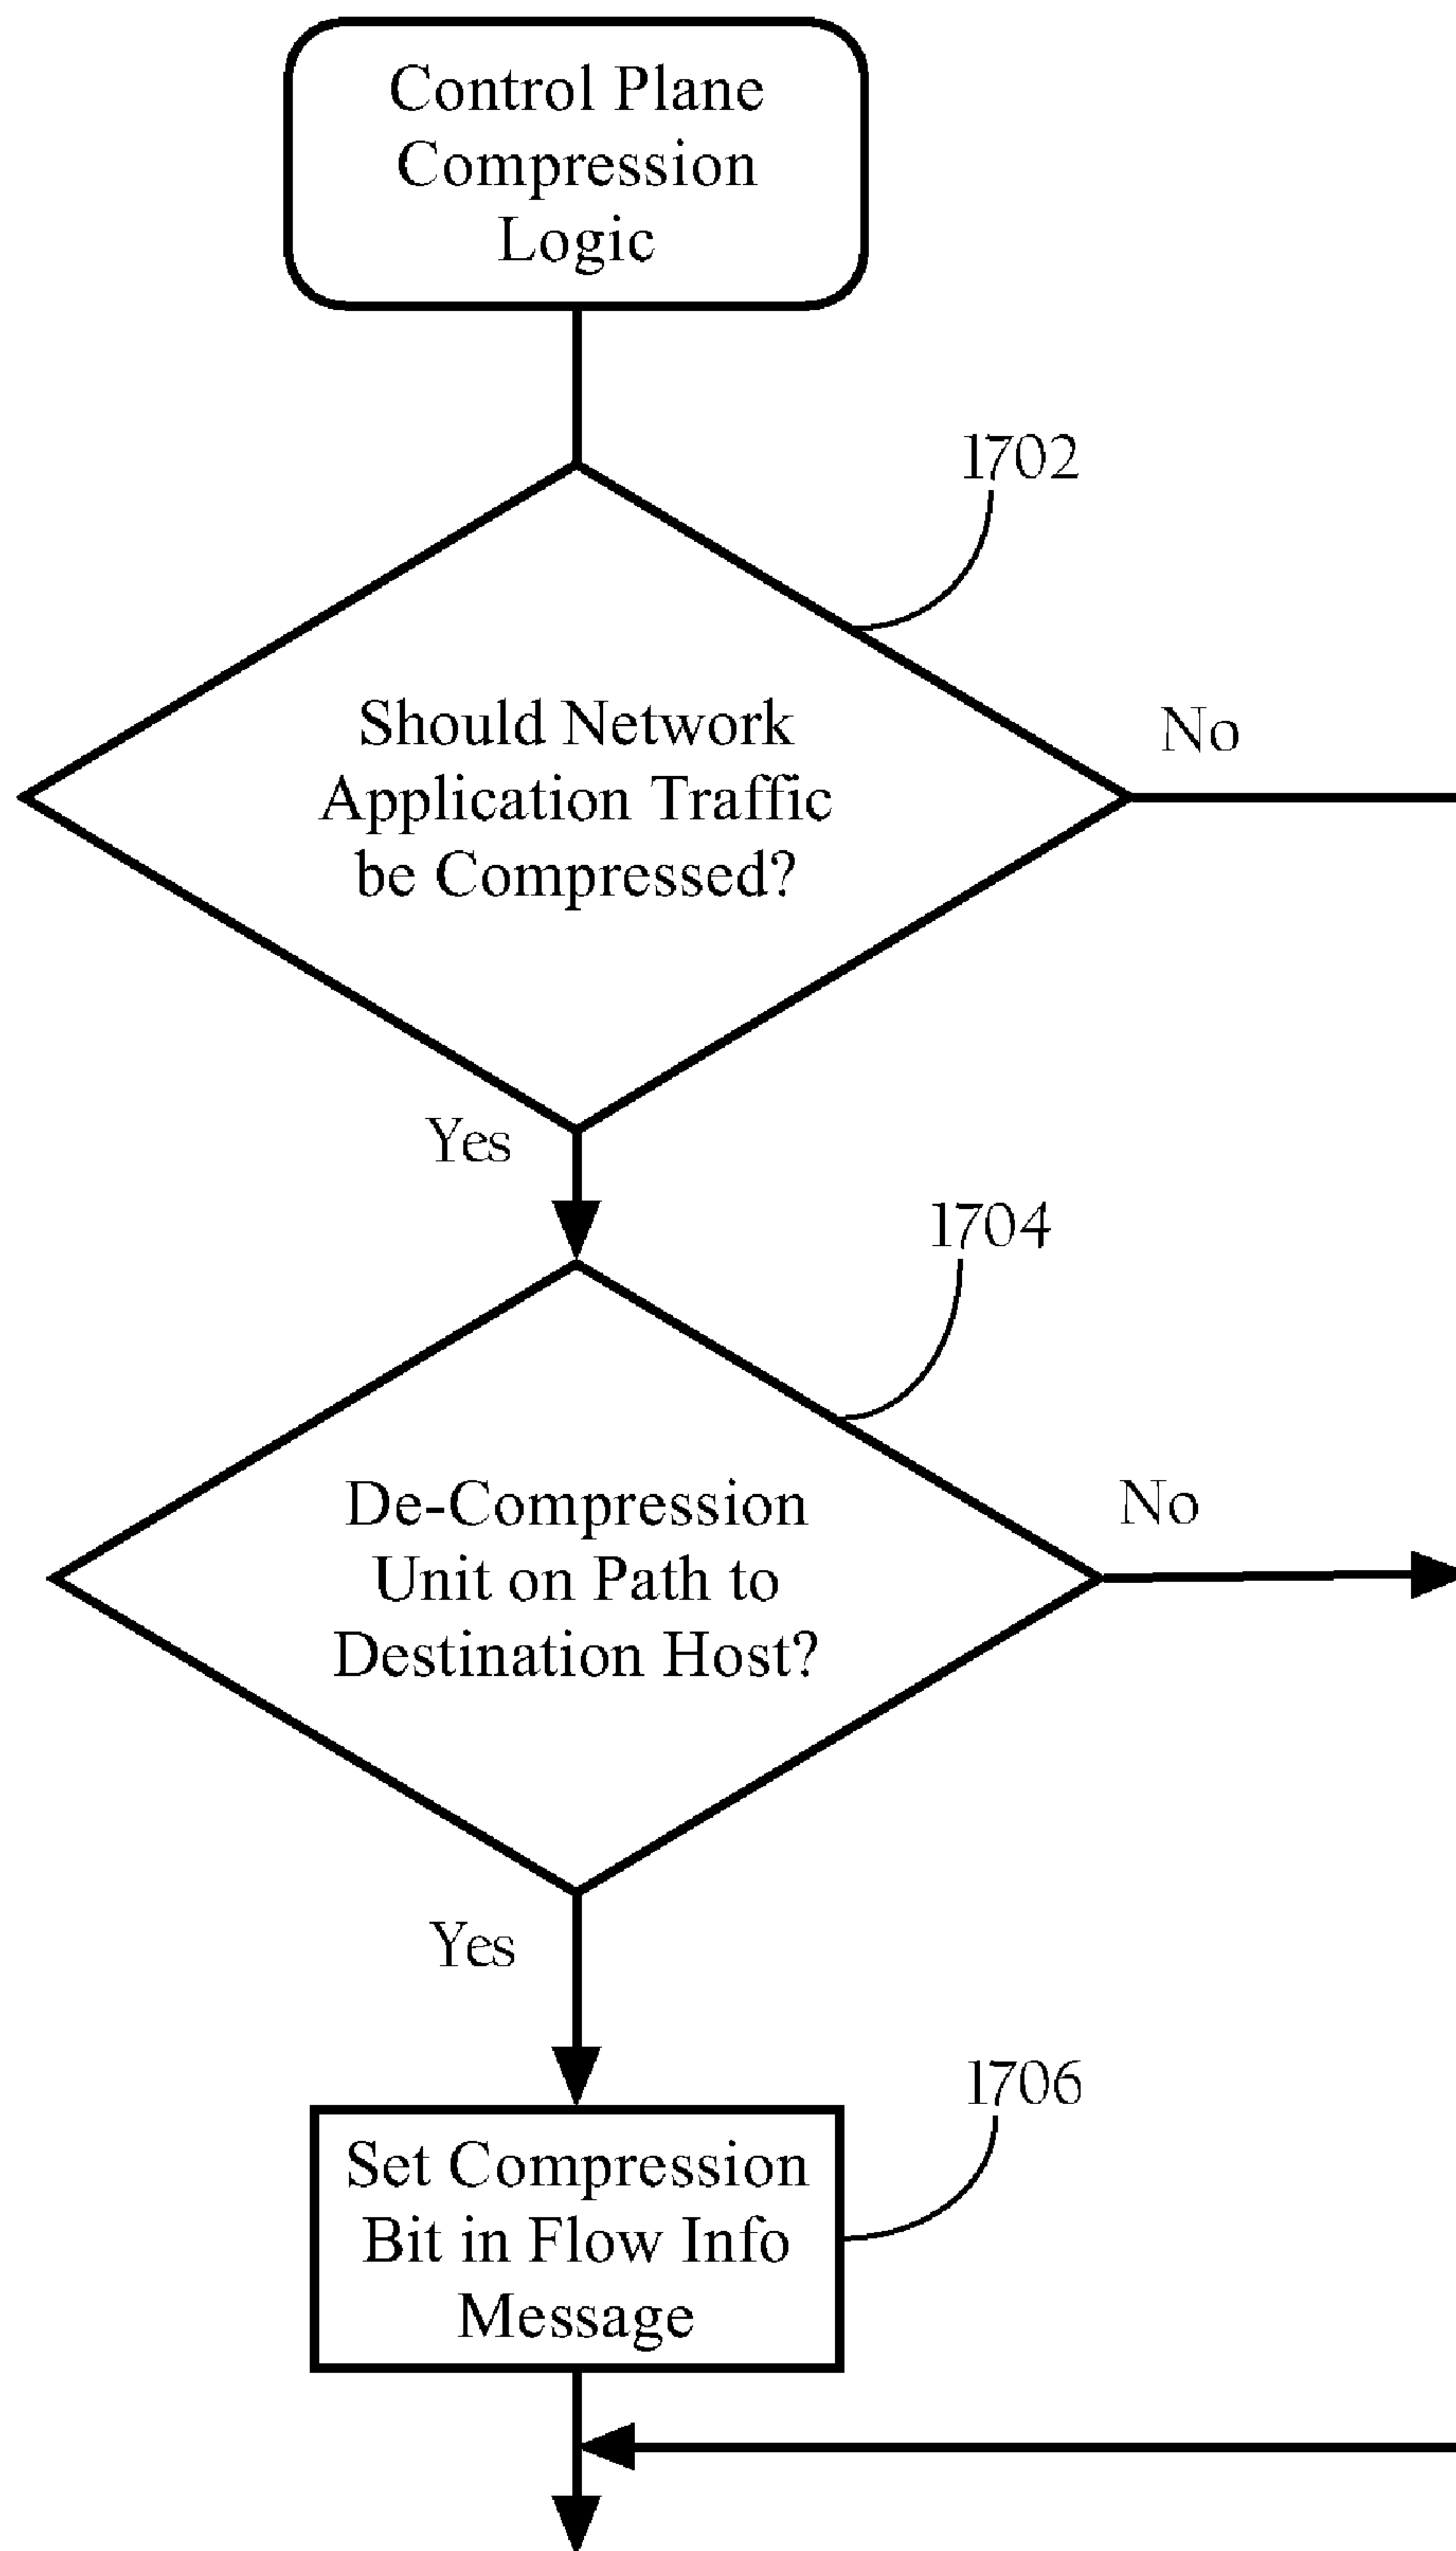 Control Plane
Compression
Logic
1702
Should Network
Application Traffic
be Compressed?
No
Yes
1704
De-Compression
Unit on Path to
Destination Host?
No
Yes
1706
Set Compression
Bit in Flow Info
Message